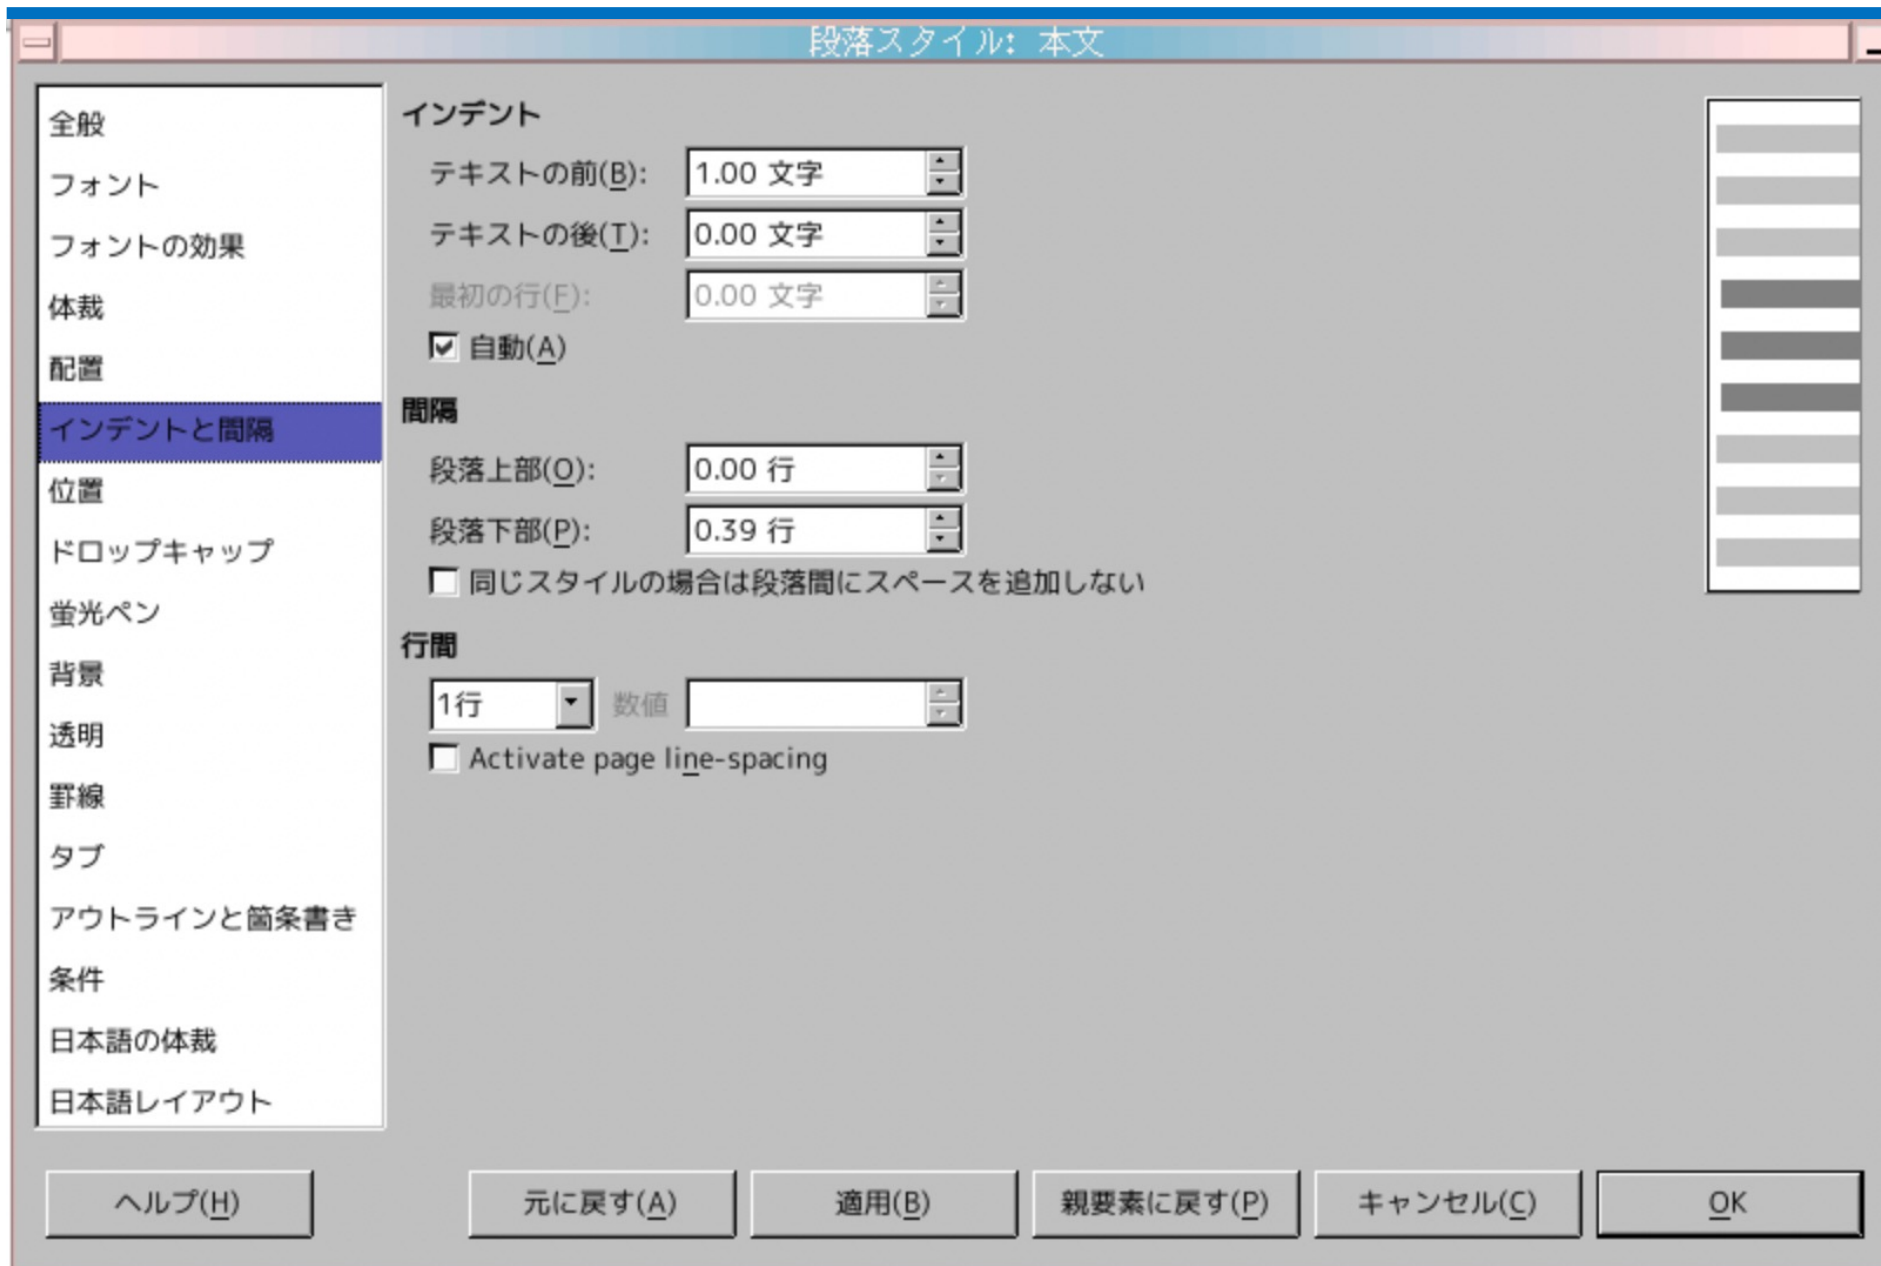 段落スタイル: 本文
全般
フォント
フォントの効果
体裁
配置
インデントと間隔
位置
ドロップキャップ
蛍光ペン
背景
透明
罫線
タブ
アウトラインと箇条書き
条件
日本語の体裁
日本語レイアウト
インデント
テキストの前(B): 1.00 文字
テキストの後(T): 0.00 文字
最初の行(F): 0.00 文字
自動(A)
間隔
段落上部(O): 0.00 行
段落下部(P): 0.39 行
同じスタイルの場合は段落間にスペースを追加しない
行間
1行 数値
Activate page line-spacing
ヘルプ(H) 元に戻す(A) 適用(B) 親要素に戻す(P) キャンセル(C) OK